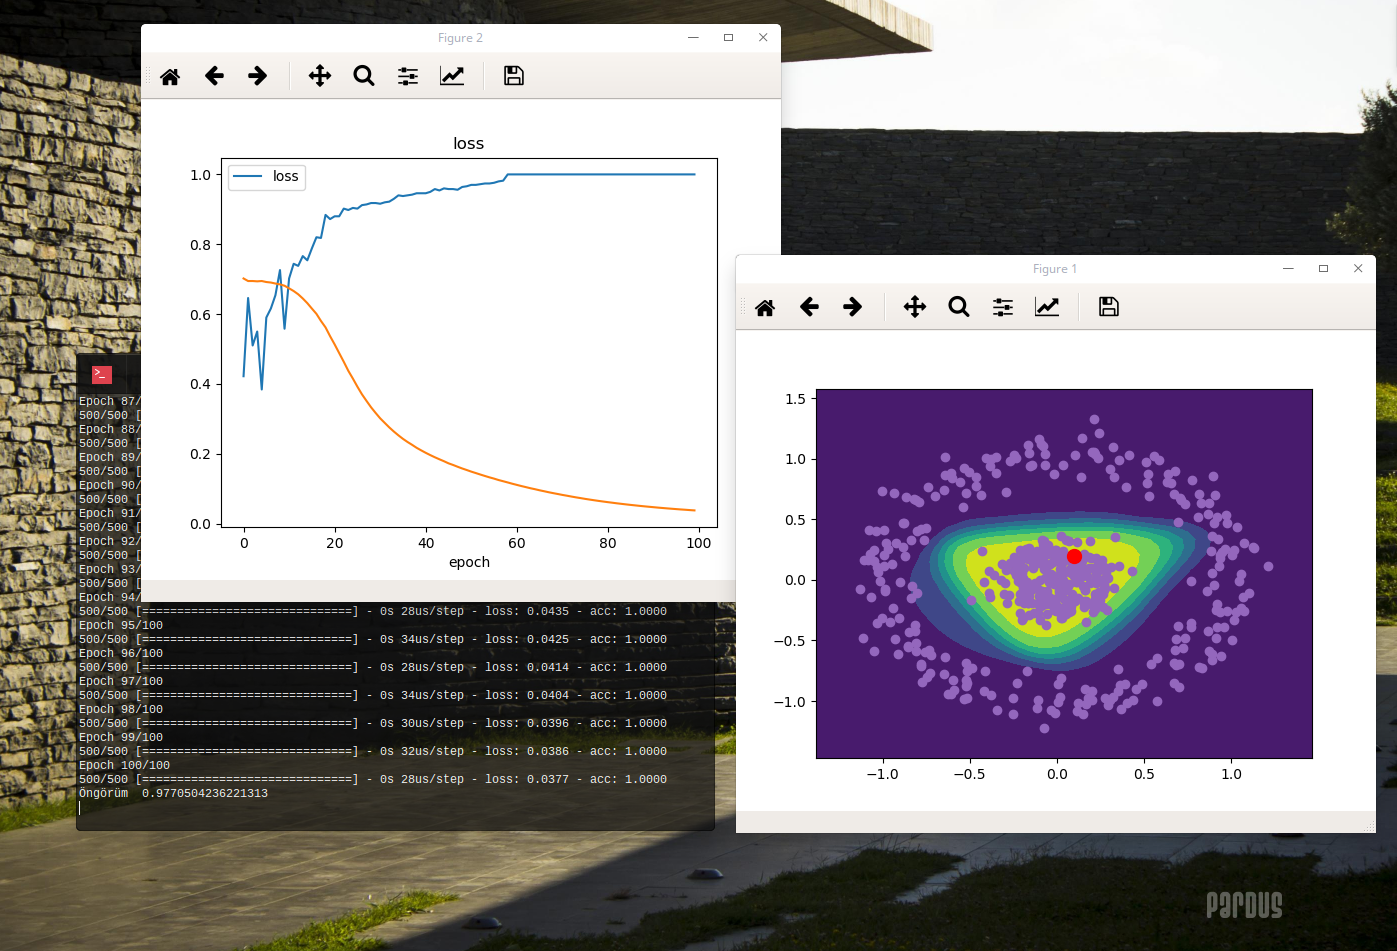 Figure 2
loss
loss
1.0
0.8
0.6
0.4
0.2
0.0
0 20 40 60 80 100
epoch
Figure 1
1.5
1.0
0.5
0.0
−0.5
−1.0
−1.0 −0.5 0.0 0.5 1.0
>_
Epoch 87/
500/500 [
Epoch 88/
500/500 [
Epoch 89/
500/500 [
Epoch 90/
500/500 [
Epoch 91/
500/500 [
Epoch 92/
500/500 [
Epoch 93/
500/500 [
Epoch 94/
500/500 [==============================] - 0s 28us/step - loss: 0.0435 - acc: 1.0000
Epoch 95/100
500/500 [==============================] - 0s 34us/step - loss: 0.0425 - acc: 1.0000
Epoch 96/100
500/500 [==============================] - 0s 28us/step - loss: 0.0414 - acc: 1.0000
Epoch 97/100
500/500 [==============================] - 0s 34us/step - loss: 0.0404 - acc: 1.0000
Epoch 98/100
500/500 [==============================] - 0s 30us/step - loss: 0.0396 - acc: 1.0000
Epoch 99/100
500/500 [==============================] - 0s 32us/step - loss: 0.0386 - acc: 1.0000
Epoch 100/100
500/500 [==============================] - 0s 28us/step - loss: 0.0377 - acc: 1.0000
Öngörüm 0.9770504236221313
PARDUS